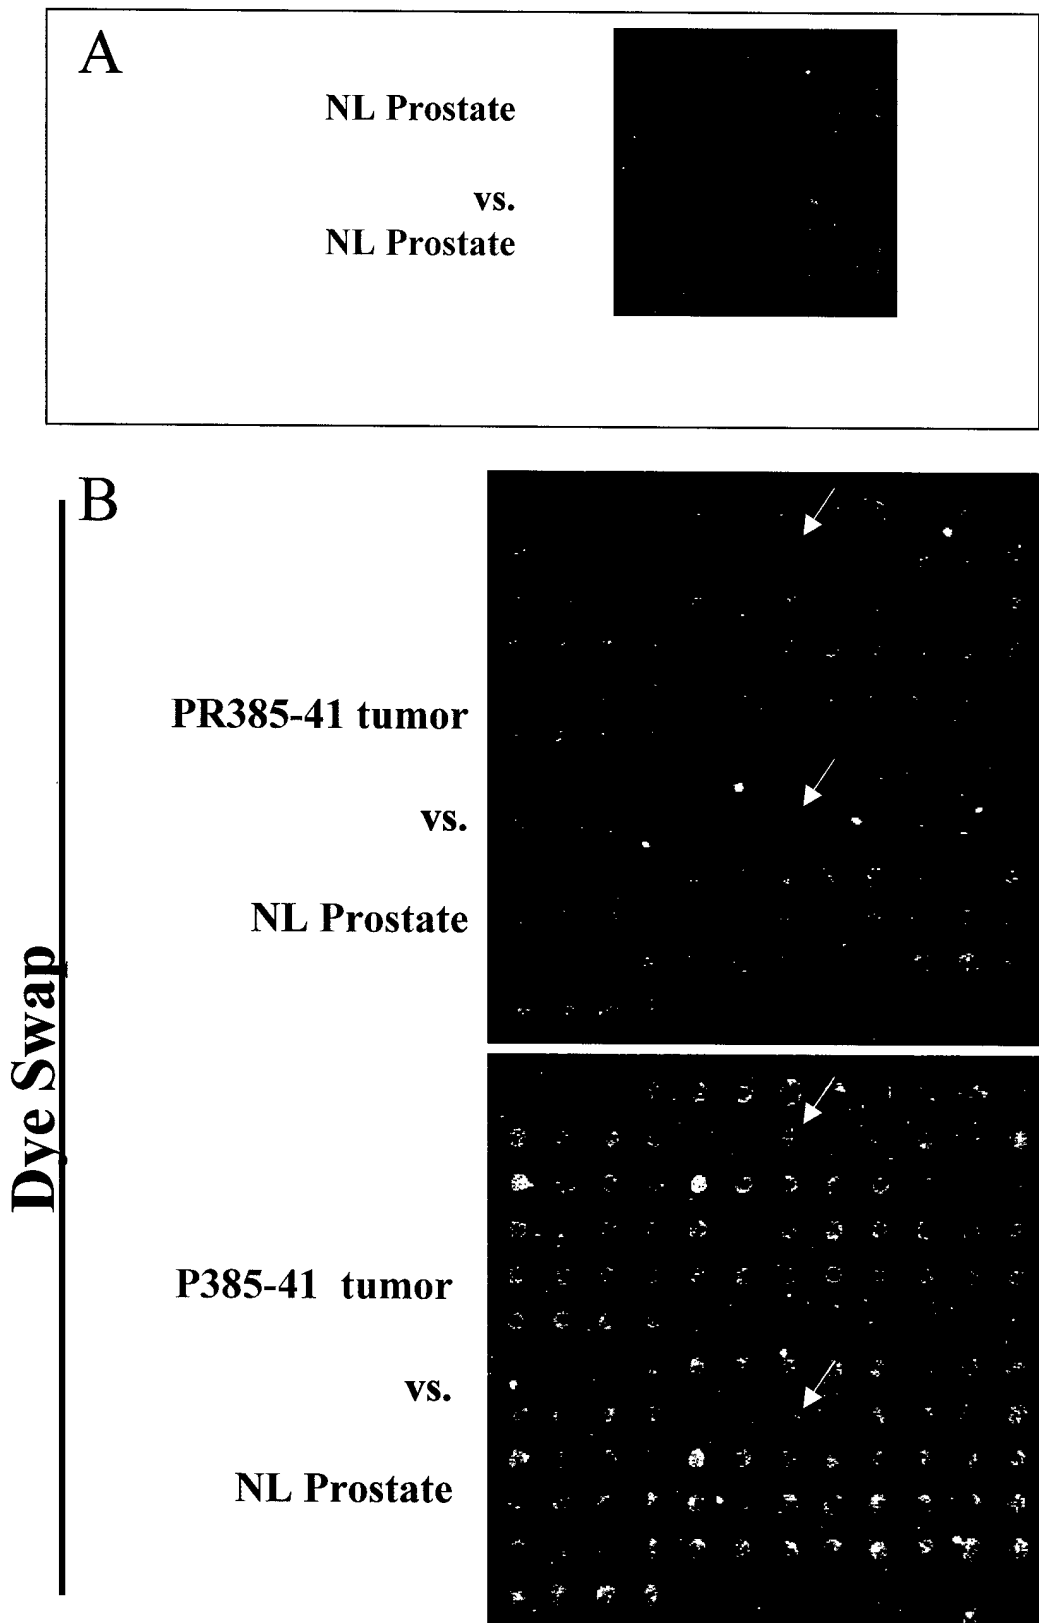 A
NL Prostate
vs.
NL Prostate
B
Dye Swap
PR385-41 tumor
vs.
NL Prostate
P385-41 tumor
vs.
NL Prostate